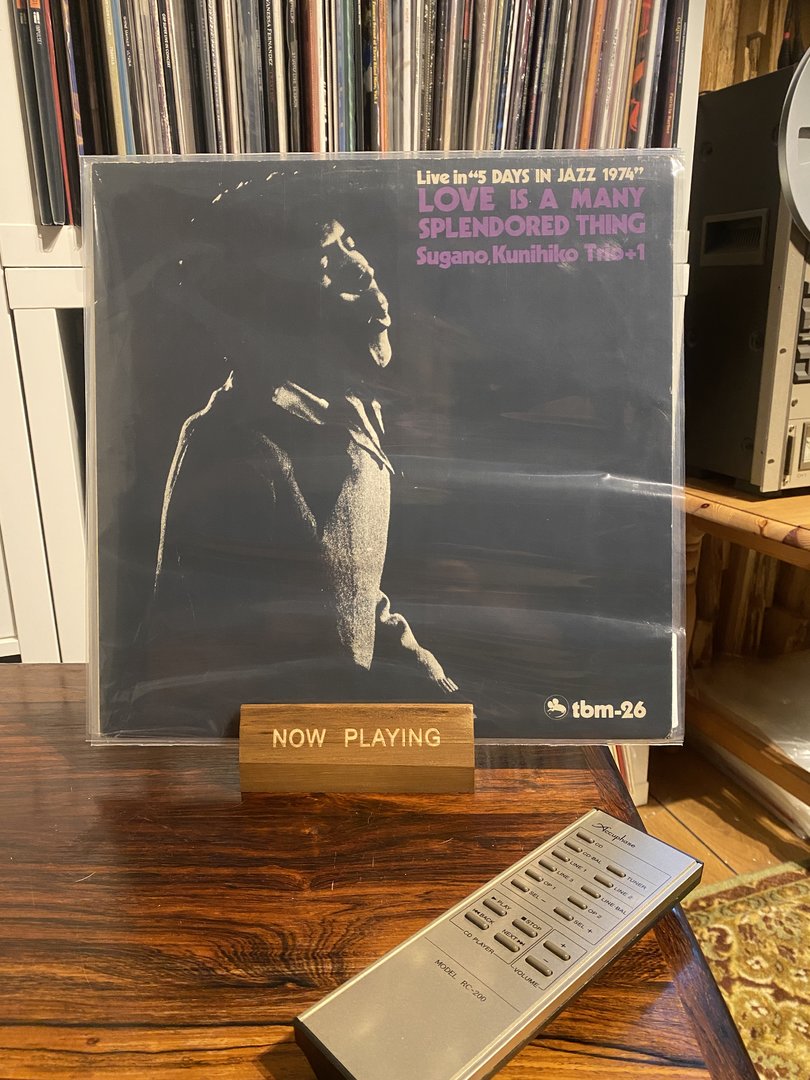 VANESSA FERNANDEZ
Live in "5 DAYS IN JAZZ 1974"
LOVE IS A MANY
SPLENDORED THING
Sugano, Kunihiko Trio+1
tbm-26
NOW PLAYING
Accuphase
CD
CD BAL
TUNER
LINE 1
LINE 2
LINE 3
LINE BAL
OP 1
OP 2
SEL -
SEL +
PLAY
STOP
BACK
NEXT
CD PLAYER
+
-
VOLUME
MODEL RC-200